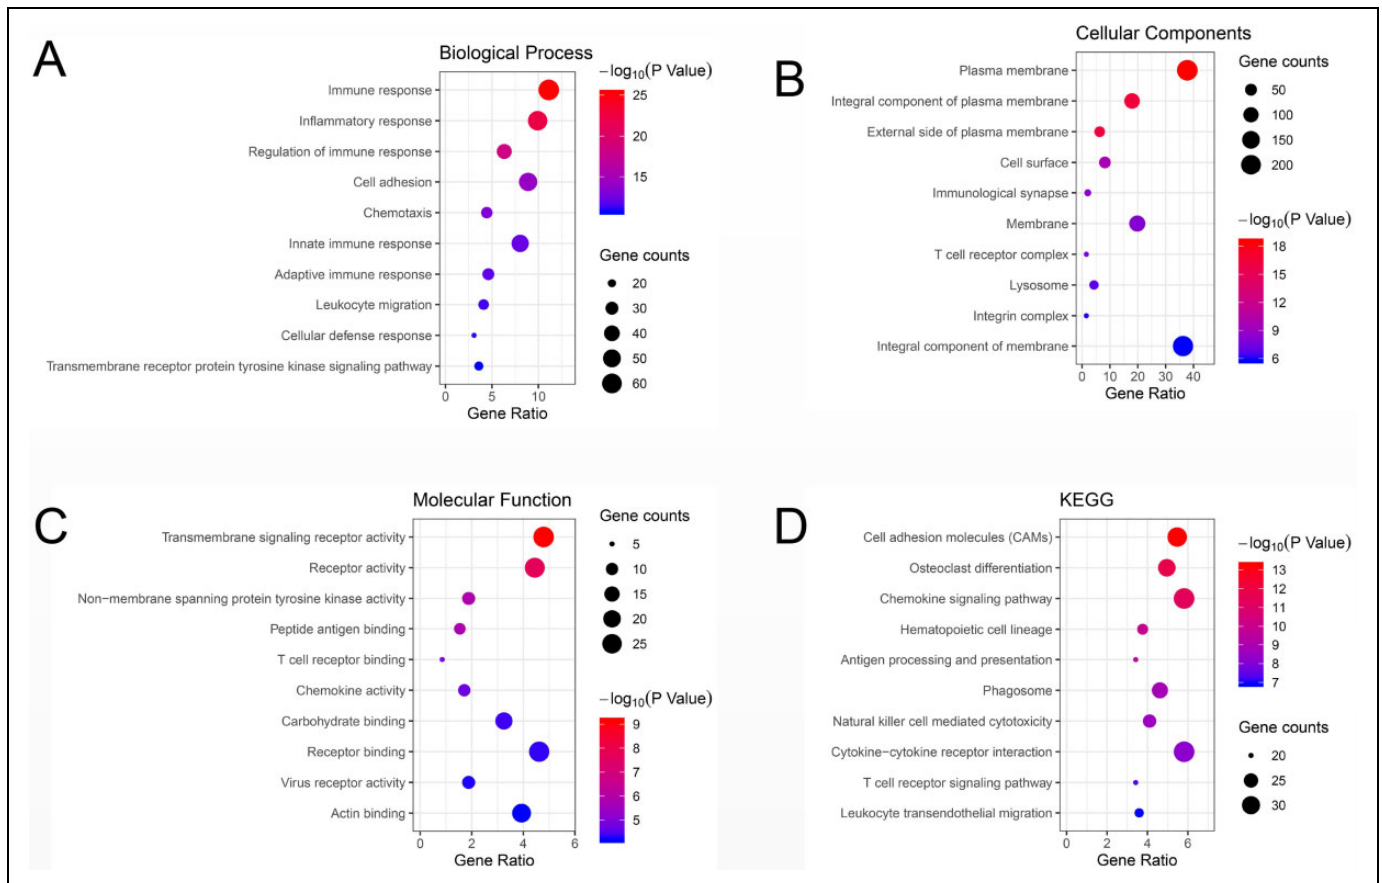 A
Biological Process
Immune response
Inflammatory response
Regulation of immune response
Cell adhesion
Chemotaxis
Innate immune response
Adaptive immune response
Leukocyte migration
Cellular defense response
Transmembrane receptor protein tyrosine kinase signaling pathway
0 5 10
Gene Ratio
−log10(P Value)
25
20
15
Gene counts
20
30
40
50
60
B
Cellular Components
Plasma membrane
Integral component of plasma membrane
External side of plasma membrane
Cell surface
Immunological synapse
Membrane
T cell receptor complex
Lysosome
Integrin complex
Integral component of membrane
0 10 20 30 40
Gene Ratio
Gene counts
50
100
150
200
−log10(P Value)
18
15
12
9
6
C
Molecular Function
Transmembrane signaling receptor activity
Receptor activity
Non−membrane spanning protein tyrosine kinase activity
Peptide antigen binding
T cell receptor binding
Chemokine activity
Carbohydrate binding
Receptor binding
Virus receptor activity
Actin binding
0 2 4 6
Gene Ratio
Gene counts
5
10
15
20
25
−log10(P Value)
9
8
7
6
5
D
KEGG
Cell adhesion molecules (CAMs)
Osteoclast differentiation
Chemokine signaling pathway
Hematopoietic cell lineage
Antigen processing and presentation
Phagosome
Natural killer cell mediated cytotoxicity
Cytokine−cytokine receptor interaction
T cell receptor signaling pathway
Leukocyte transendothelial migration
0 2 4 6
Gene Ratio
−log10(P Value)
13
12
11
10
9
8
7
Gene counts
20
25
30